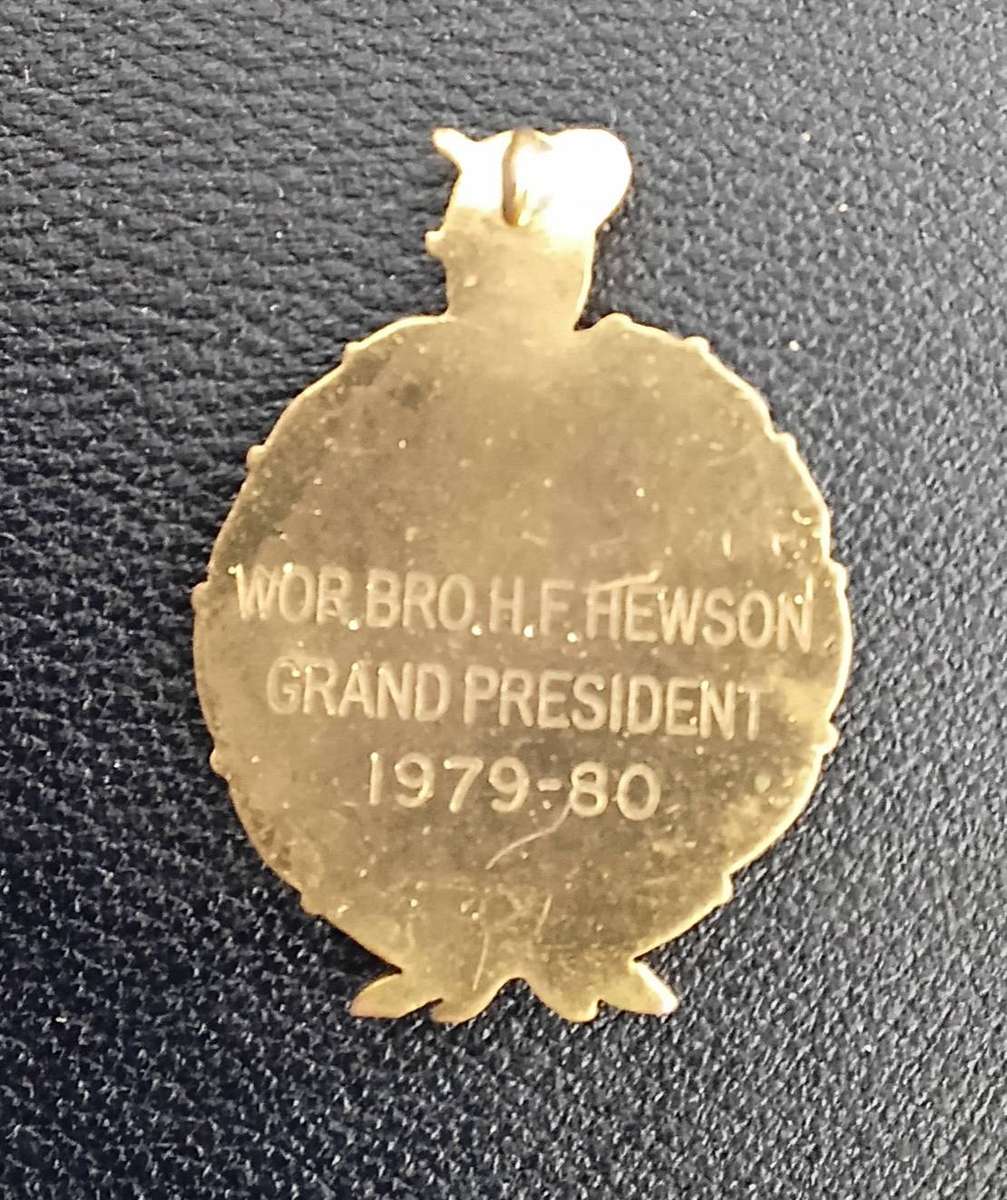 WOR.BRO.H.F.HEWSON
GRAND PRESIDENT
1979-80